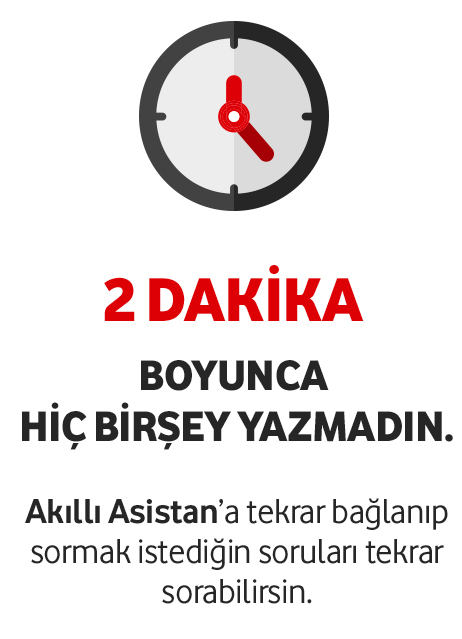 2 DAKİKA
BOYUNCA
HİÇ BİRŞEY YAZMADIN.
Akıllı Asistan'a tekrar bağlanıp
sormak istediğin soruları tekrar
sorabilirsin.